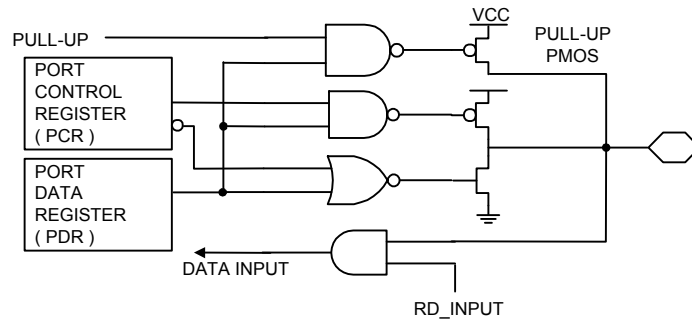 VCC
PULL-UP
PULL-UP
PMOS
PORT
CONTROL
REGISTER
( PCR )
PORT
DATA
REGISTER
( PDR )
DATA INPUT
RD_INPUT